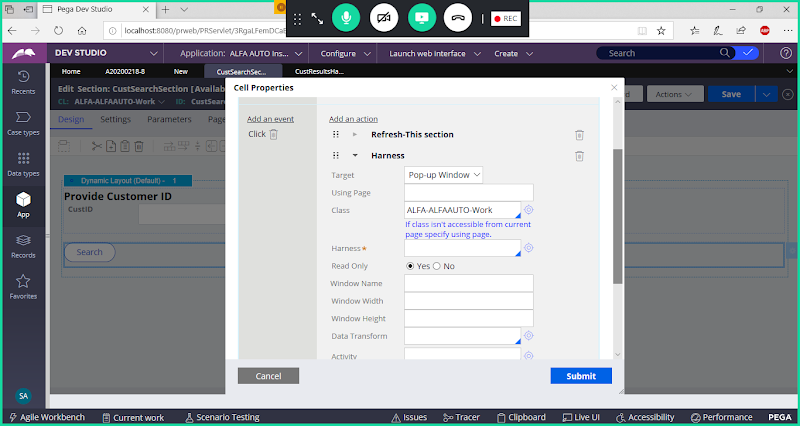 Pega Dev Studio
localhost:8080/prweb/PRServlet/3RgaLFemDCaE
REC
ABP
DEV STUDIO
Application: ALFA AUTO Ins...
Configure
Launch web interface
Create
Search
Home
A20200218-8
New
CustSearchSec...
CustResultsHa...
Recents
Case types
Data types
App
Records
Favorites
SA
Edit Section: CustSearchSection [Availab
CL: ALFA-ALFAAUTO-Work
ID: CustSear
Actions
Save
Design
Settings
Parameters
Page
Dynamic Layout (Default) - 1
Provide Customer ID
CustID
Search
Cell Properties
Add an event
Click
Add an action
Refresh-This section
Harness
Target
Pop-up Window
Using Page
Class
ALFA-ALFAAUTO-Work
If class isn't accessible from current
page specify using page.
Harness*
Read Only
Yes
No
Window Name
Window Width
Window Height
Data Transform
Activity
Cancel
Submit
Agile Workbench
Current work
Scenario Testing
Issues
Tracer
Clipboard
Live UI
Accessibility
Performance
PEGA